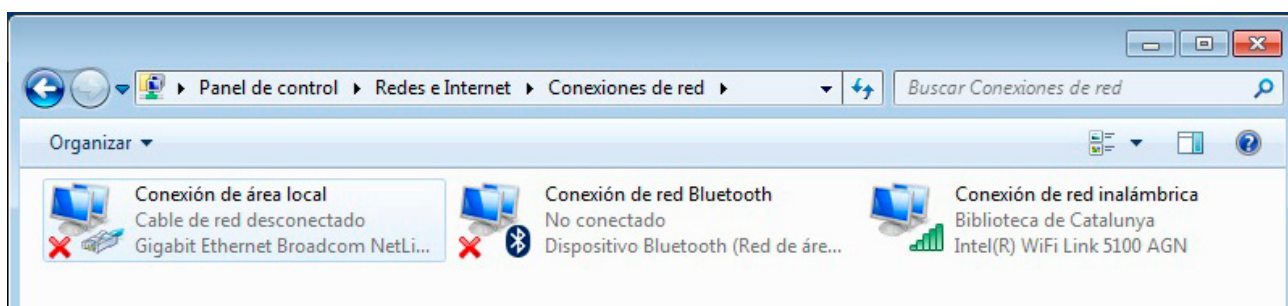 Panel de control ▸ Redes e Internet ▸ Conexiones de red ▸
Buscar Conexiones de red
Organizar
Conexión de área local
Cable de red desconectado
Gigabit Ethernet Broadcom NetLi...
Conexión de red Bluetooth
No conectado
Dispositivo Bluetooth (Red de áre...
Conexión de red inalámbrica
Biblioteca de Catalunya
Intel(R) WiFi Link 5100 AGN